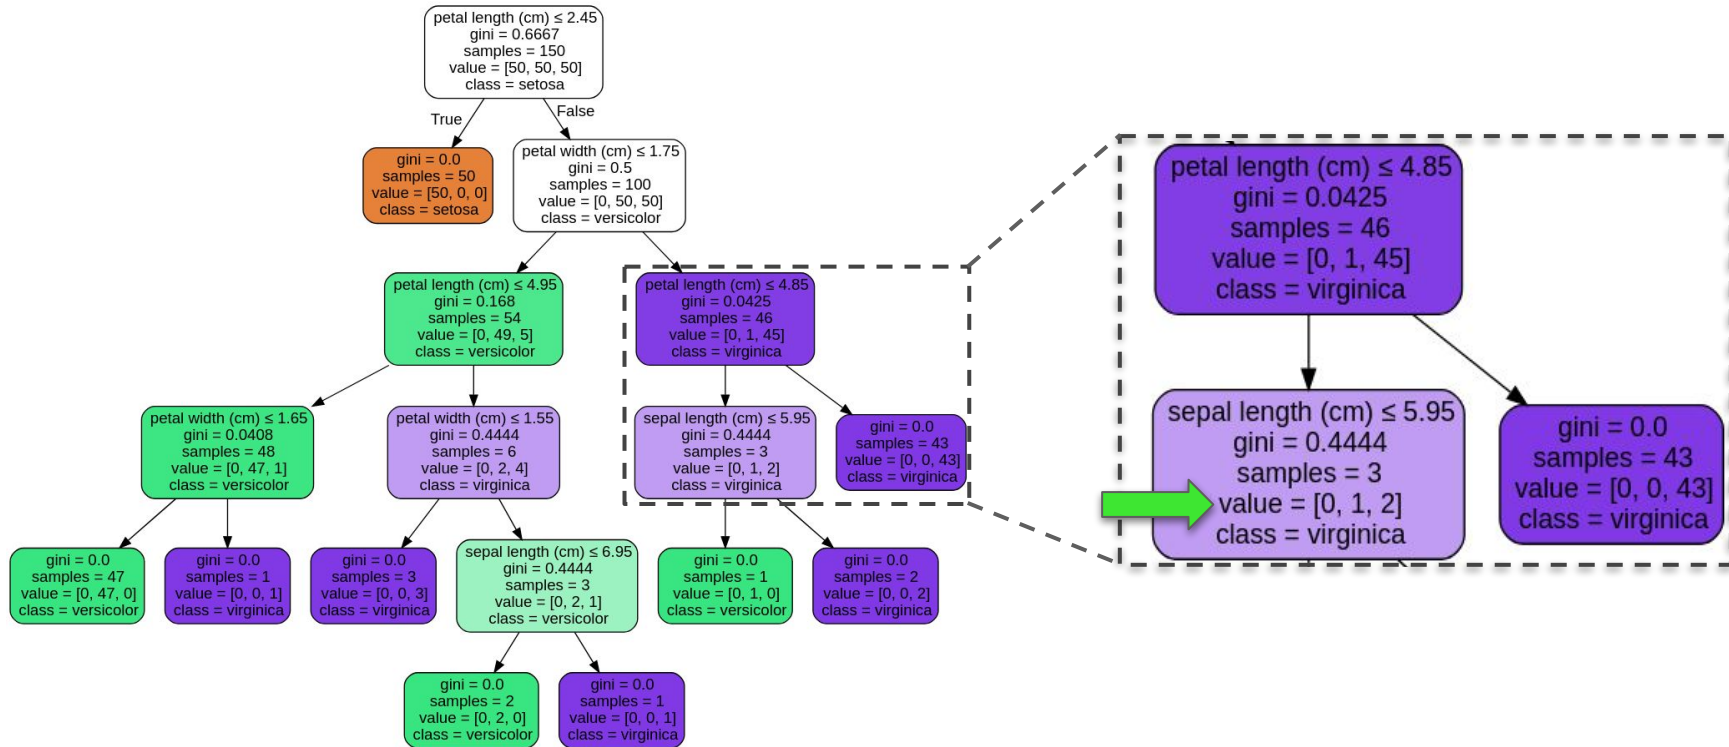 petal length (cm) ≤ 2.45
gini = 0.6667
samples = 150
value = [50, 50, 50]
class = setosa
True
False
gini = 0.0
samples = 50
value = [50, 0, 0]
class = setosa
petal width (cm) ≤ 1.75
gini = 0.5
samples = 100
value = [0, 50, 50]
class = versicolor
petal length (cm) ≤ 4.95
gini = 0.168
samples = 54
value = [0, 49, 5]
class = versicolor
petal length (cm) ≤ 4.85
gini = 0.0425
samples = 46
value = [0, 1, 45]
class = virginica
petal width (cm) ≤ 1.65
gini = 0.0408
samples = 48
value = [0, 47, 1]
class = versicolor
petal width (cm) ≤ 1.55
gini = 0.4444
samples = 6
value = [0, 2, 4]
class = virginica
sepal length (cm) ≤ 5.95
gini = 0.4444
samples = 3
value = [0, 1, 2]
class = virginica
gini = 0.0
samples = 43
value = [0, 0, 43]
class = virginica
gini = 0.0
samples = 47
value = [0, 47, 0]
class = versicolor
gini = 0.0
samples = 1
value = [0, 0, 1]
class = virginica
gini = 0.0
samples = 3
value = [0, 0, 3]
class = virginica
sepal length (cm) ≤ 6.95
gini = 0.4444
samples = 3
value = [0, 2, 1]
class = versicolor
gini = 0.0
samples = 1
value = [0, 1, 0]
class = versicolor
gini = 0.0
samples = 2
value = [0, 0, 2]
class = virginica
gini = 0.0
samples = 2
value = [0, 2, 0]
class = versicolor
gini = 0.0
samples = 1
value = [0, 0, 1]
class = virginica
petal length (cm) ≤ 4.85
gini = 0.0425
samples = 46
value = [0, 1, 45]
class = virginica
sepal length (cm) ≤ 5.95
gini = 0.4444
samples = 3
value = [0, 1, 2]
class = virginica
gini = 0.0
samples = 43
value = [0, 0, 43]
class = virginica